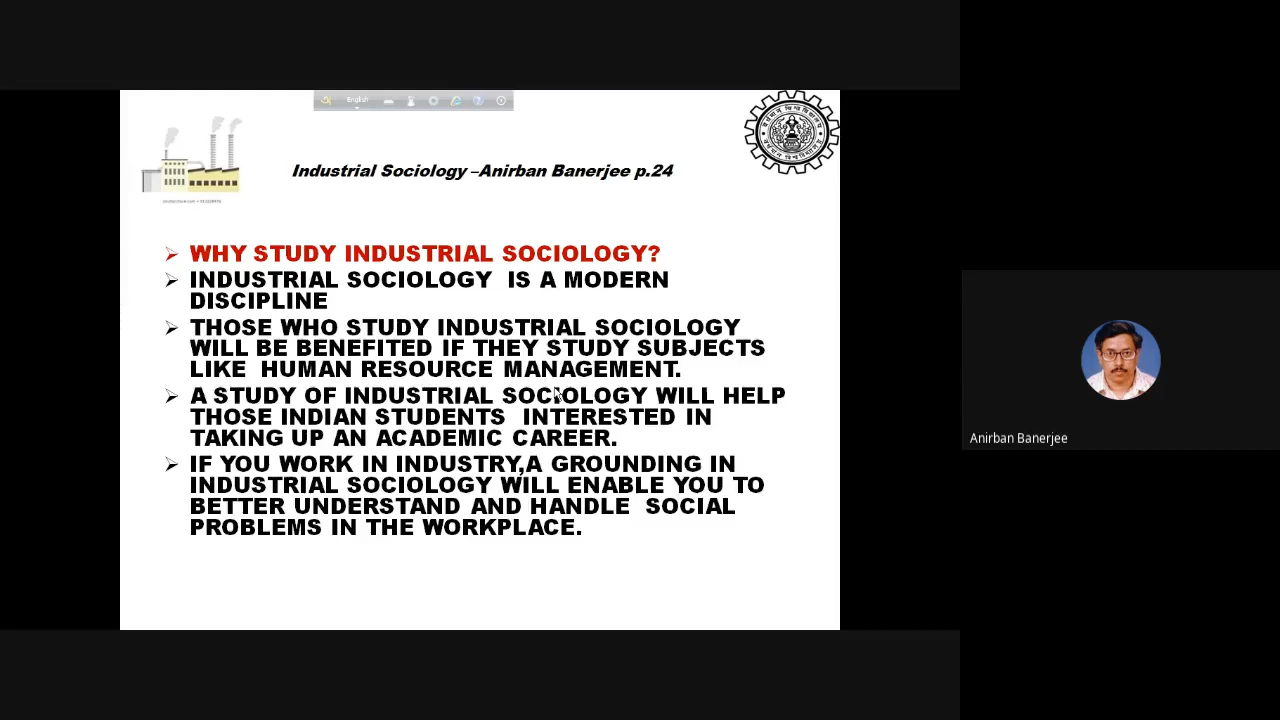 English
Industrial Sociology –Anirban Banerjee p.24
WHY STUDY INDUSTRIAL SOCIOLOGY?
INDUSTRIAL SOCIOLOGY IS A MODERN
DISCIPLINE
THOSE WHO STUDY INDUSTRIAL SOCIOLOGY
WILL BE BENEFITED IF THEY STUDY SUBJECTS
LIKE HUMAN RESOURCE MANAGEMENT.
A STUDY OF INDUSTRIAL SOCIOLOGY WILL HELP
THOSE INDIAN STUDENTS INTERESTED IN
TAKING UP AN ACADEMIC CAREER.
IF YOU WORK IN INDUSTRY,A GROUNDING IN
INDUSTRIAL SOCIOLOGY WILL ENABLE YOU TO
BETTER UNDERSTAND AND HANDLE SOCIAL
PROBLEMS IN THE WORKPLACE.
Anirban Banerjee